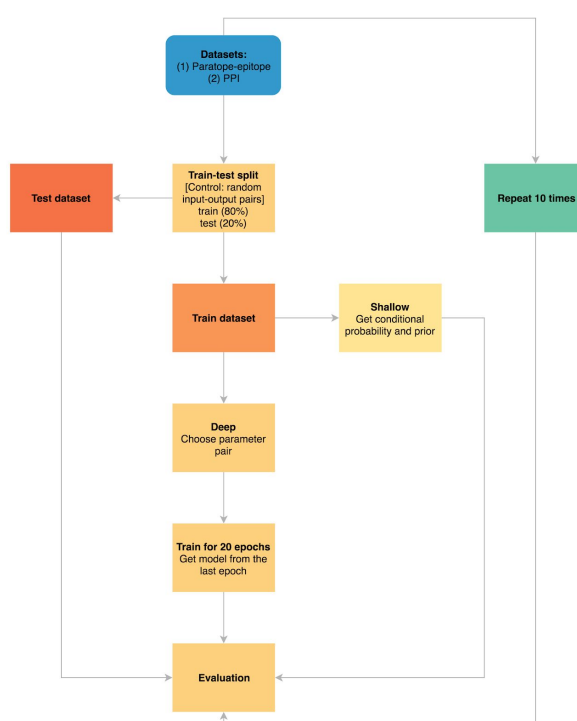 Datasets:
(1) Paratope-epitope
(2) PPI
Train-test split
[Control: random
input-output pairs]
train (80%)
test (20%)
Test dataset
Repeat 10 times
Train dataset
Shallow
Get conditional
probability and prior
Deep
Choose parameter
pair
Train for 20 epochs
Get model from the
last epoch
Evaluation